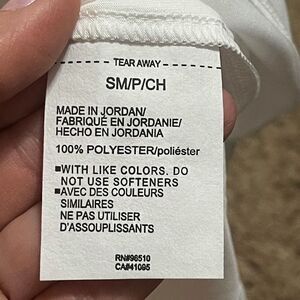 TEAR AWAY
SM/P/CH
MADE IN JORDAN/
FABRIQUÉ EN JORDANIE/
HECHO EN JORDANIA
100% POLYESTER/poliéster
■WITH LIKE COLORS. DO
NOT USE SOFTENERS
■AVEC DES COULEURS
SIMILAIRES
NE PAS UTILISER
D'ASSOUPLISSANTS
RN#96510
CA#41095